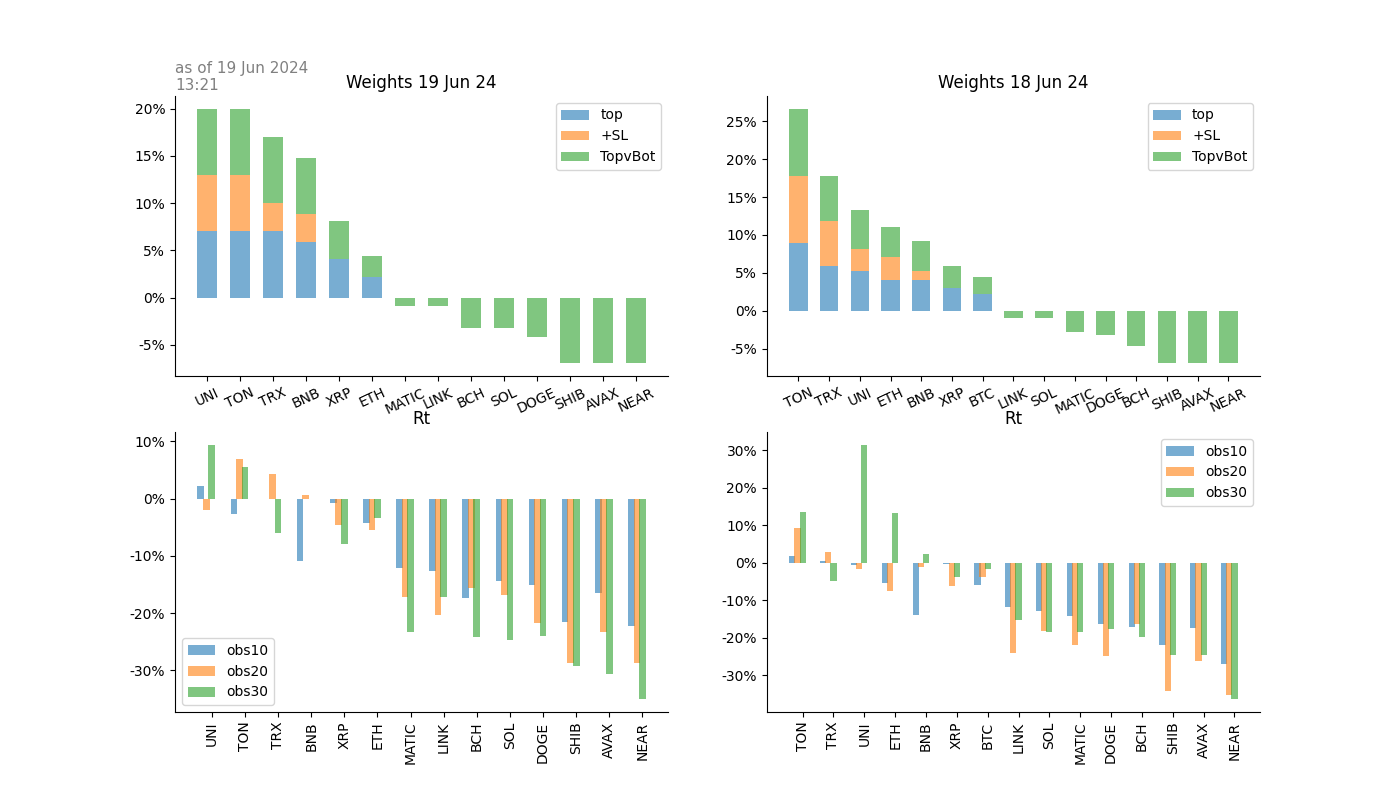 as of 19 Jun 2024
13:21
Weights 19 Jun 24
20%
15%
10%
5%
0%
-5%
top
+SL
TopvBot
UNI TON TRX BNB XRP ETH MATIC LINK BCH SOL DOGE SHIB AVAX NEAR
Weights 18 Jun 24
25%
20%
15%
10%
5%
0%
-5%
top
+SL
TopvBot
TON TRX UNI ETH BNB XRP BTC LINK SOL MATIC DOGE BCH SHIB AVAX NEAR
Rt
10%
0%
-10%
-20%
-30%
obs10
obs20
obs30
UNI TON TRX BNB XRP ETH MATIC LINK BCH SOL DOGE SHIB AVAX NEAR
Rt
30%
20%
10%
0%
-10%
-20%
-30%
obs10
obs20
obs30
TON TRX UNI ETH BNB XRP BTC LINK SOL MATIC DOGE BCH SHIB AVAX NEAR